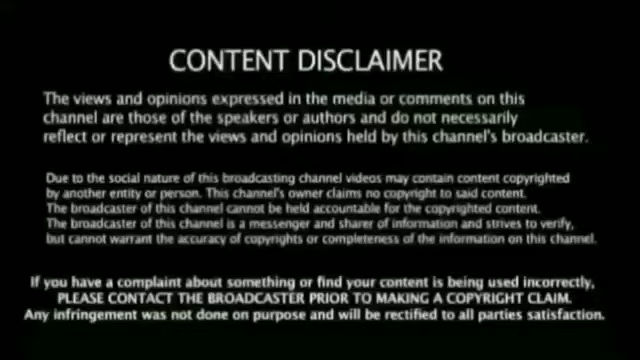 CONTENT DISCLAIMER
The views and opinions expressed in the media or comments on this
channel are those of the speakers or authors and do not necessarily
reflect or represent the views and opinions held by this channel's broadcaster.
Due to the social nature of this broadcasting channel videos may contain content copyrighted
by another entity or person. This channel's owner claims no copyright to said content.
The broadcaster of this channel cannot be held accountable for the copyrighted content.
The broadcaster of this channel is a messenger and sharer of information and strives to verify,
but cannot warrant the accuracy of copyrights or completeness of the information on this channel.
If you have a complaint about something or find your content is being used incorrectly,
PLEASE CONTACT THE BROADCASTER PRIOR TO MAKING A COPYRIGHT CLAIM.
Any infringement was not done on purpose and will be rectified to all parties satisfaction.